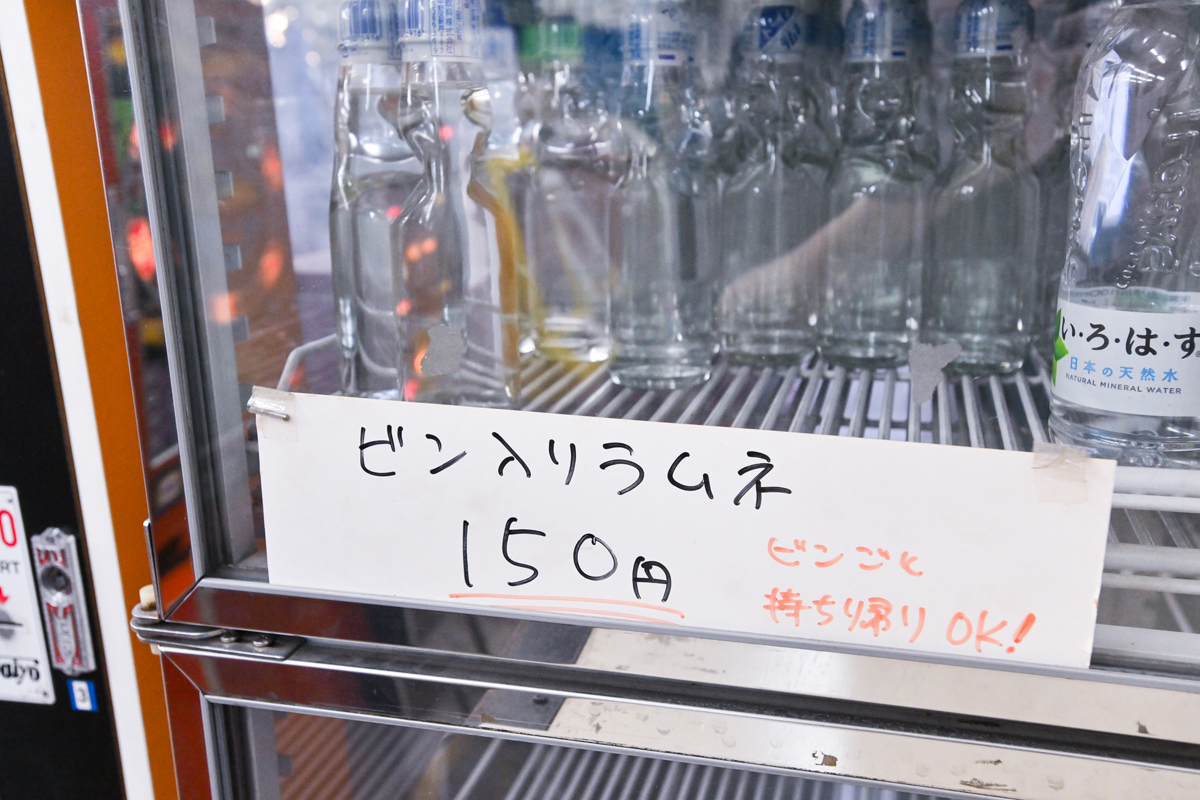 い・ろ・は・す
日本の天然水
NATURAL MINERAL WATER
ビン入りラムネ
150円
ビンごと
持ち帰りOK!
3